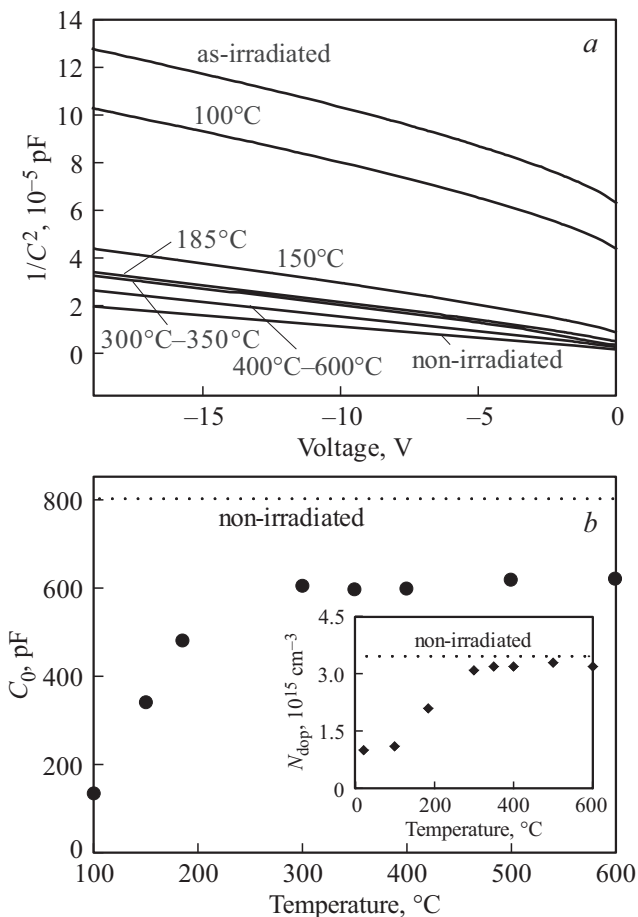 14
12
10
8
6
4
2
0
1/C², 10⁻⁵ pF
a
as-irradiated
100°C
185°C
150°C
300°C–350°C
400°C–600°C
non-irradiated
–15
–10
–5
0
Voltage, V
800
600
400
200
0
C₀, pF
b
non-irradiated
4.5
3.0
1.5
0
N_dop, 10¹⁵ cm⁻³
non-irradiated
0
200
400
600
Temperature, °C
100
200
300
400
500
600
Temperature, °C